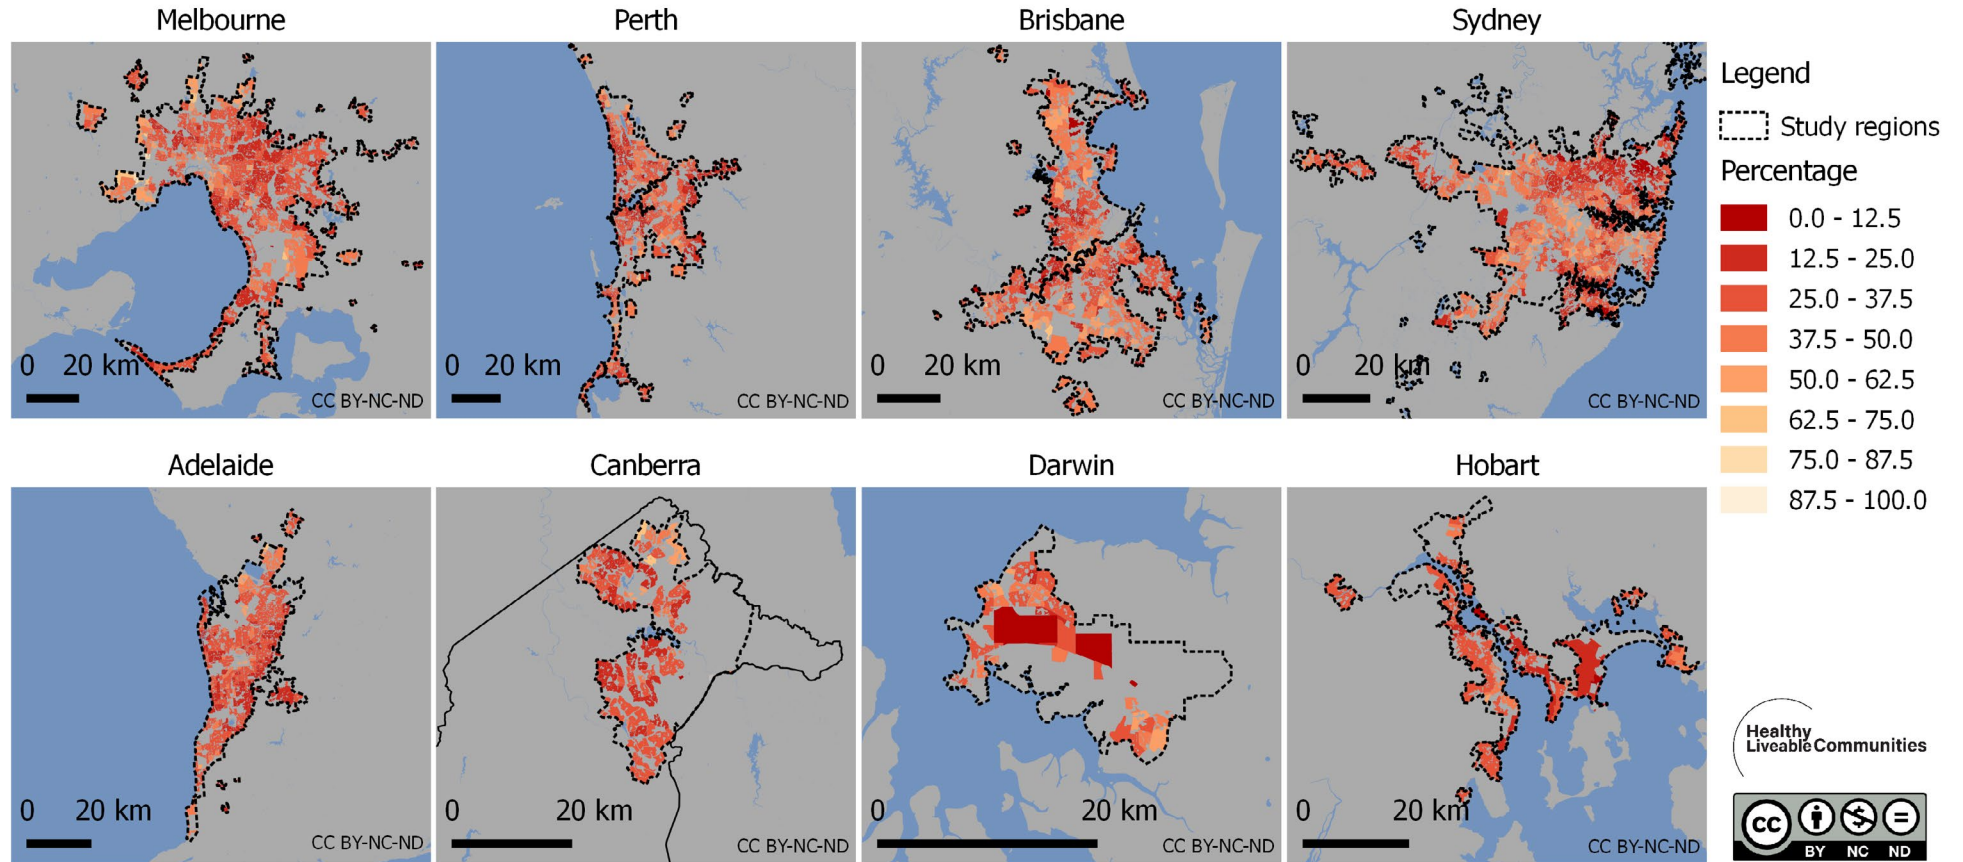 Melbourne
Perth
Brisbane
Sydney
0 20 km
CC BY-NC-ND
0 20 km
CC BY-NC-ND
0 20 km
CC BY-NC-ND
0 20 km
CC BY-NC-ND
Legend
Study regions
Percentage
0.0 - 12.5
12.5 - 25.0
25.0 - 37.5
37.5 - 50.0
50.0 - 62.5
62.5 - 75.0
75.0 - 87.5
87.5 - 100.0
Adelaide
Canberra
Darwin
Hobart
0 20 km
CC BY-NC-ND
0 20 km
CC BY-NC-ND
0 20 km
CC BY-NC-ND
0 20 km
CC BY-NC-ND
Healthy
Liveable Communities
cc
BY NC ND